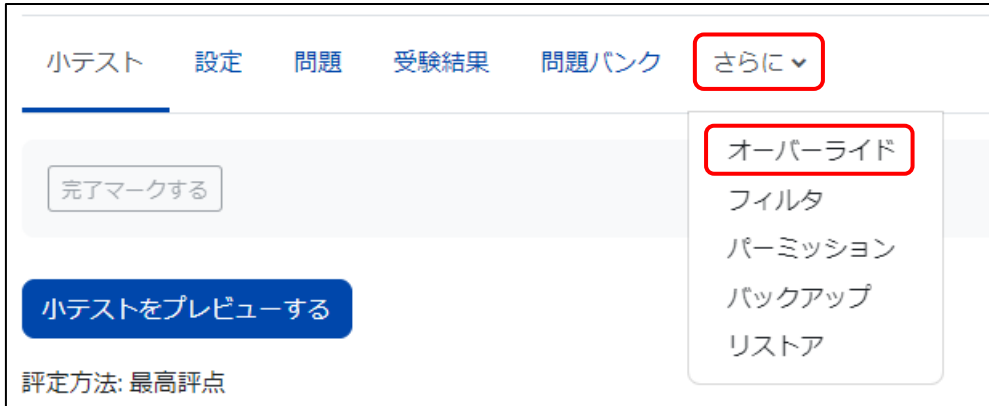 小テスト 設定 問題 受験結果 問題バンク さらに
オーバーライド
フィルタ
パーミッション
バックアップ
リストア
完了マークする
小テストをプレビューする
評定方法: 最高評点